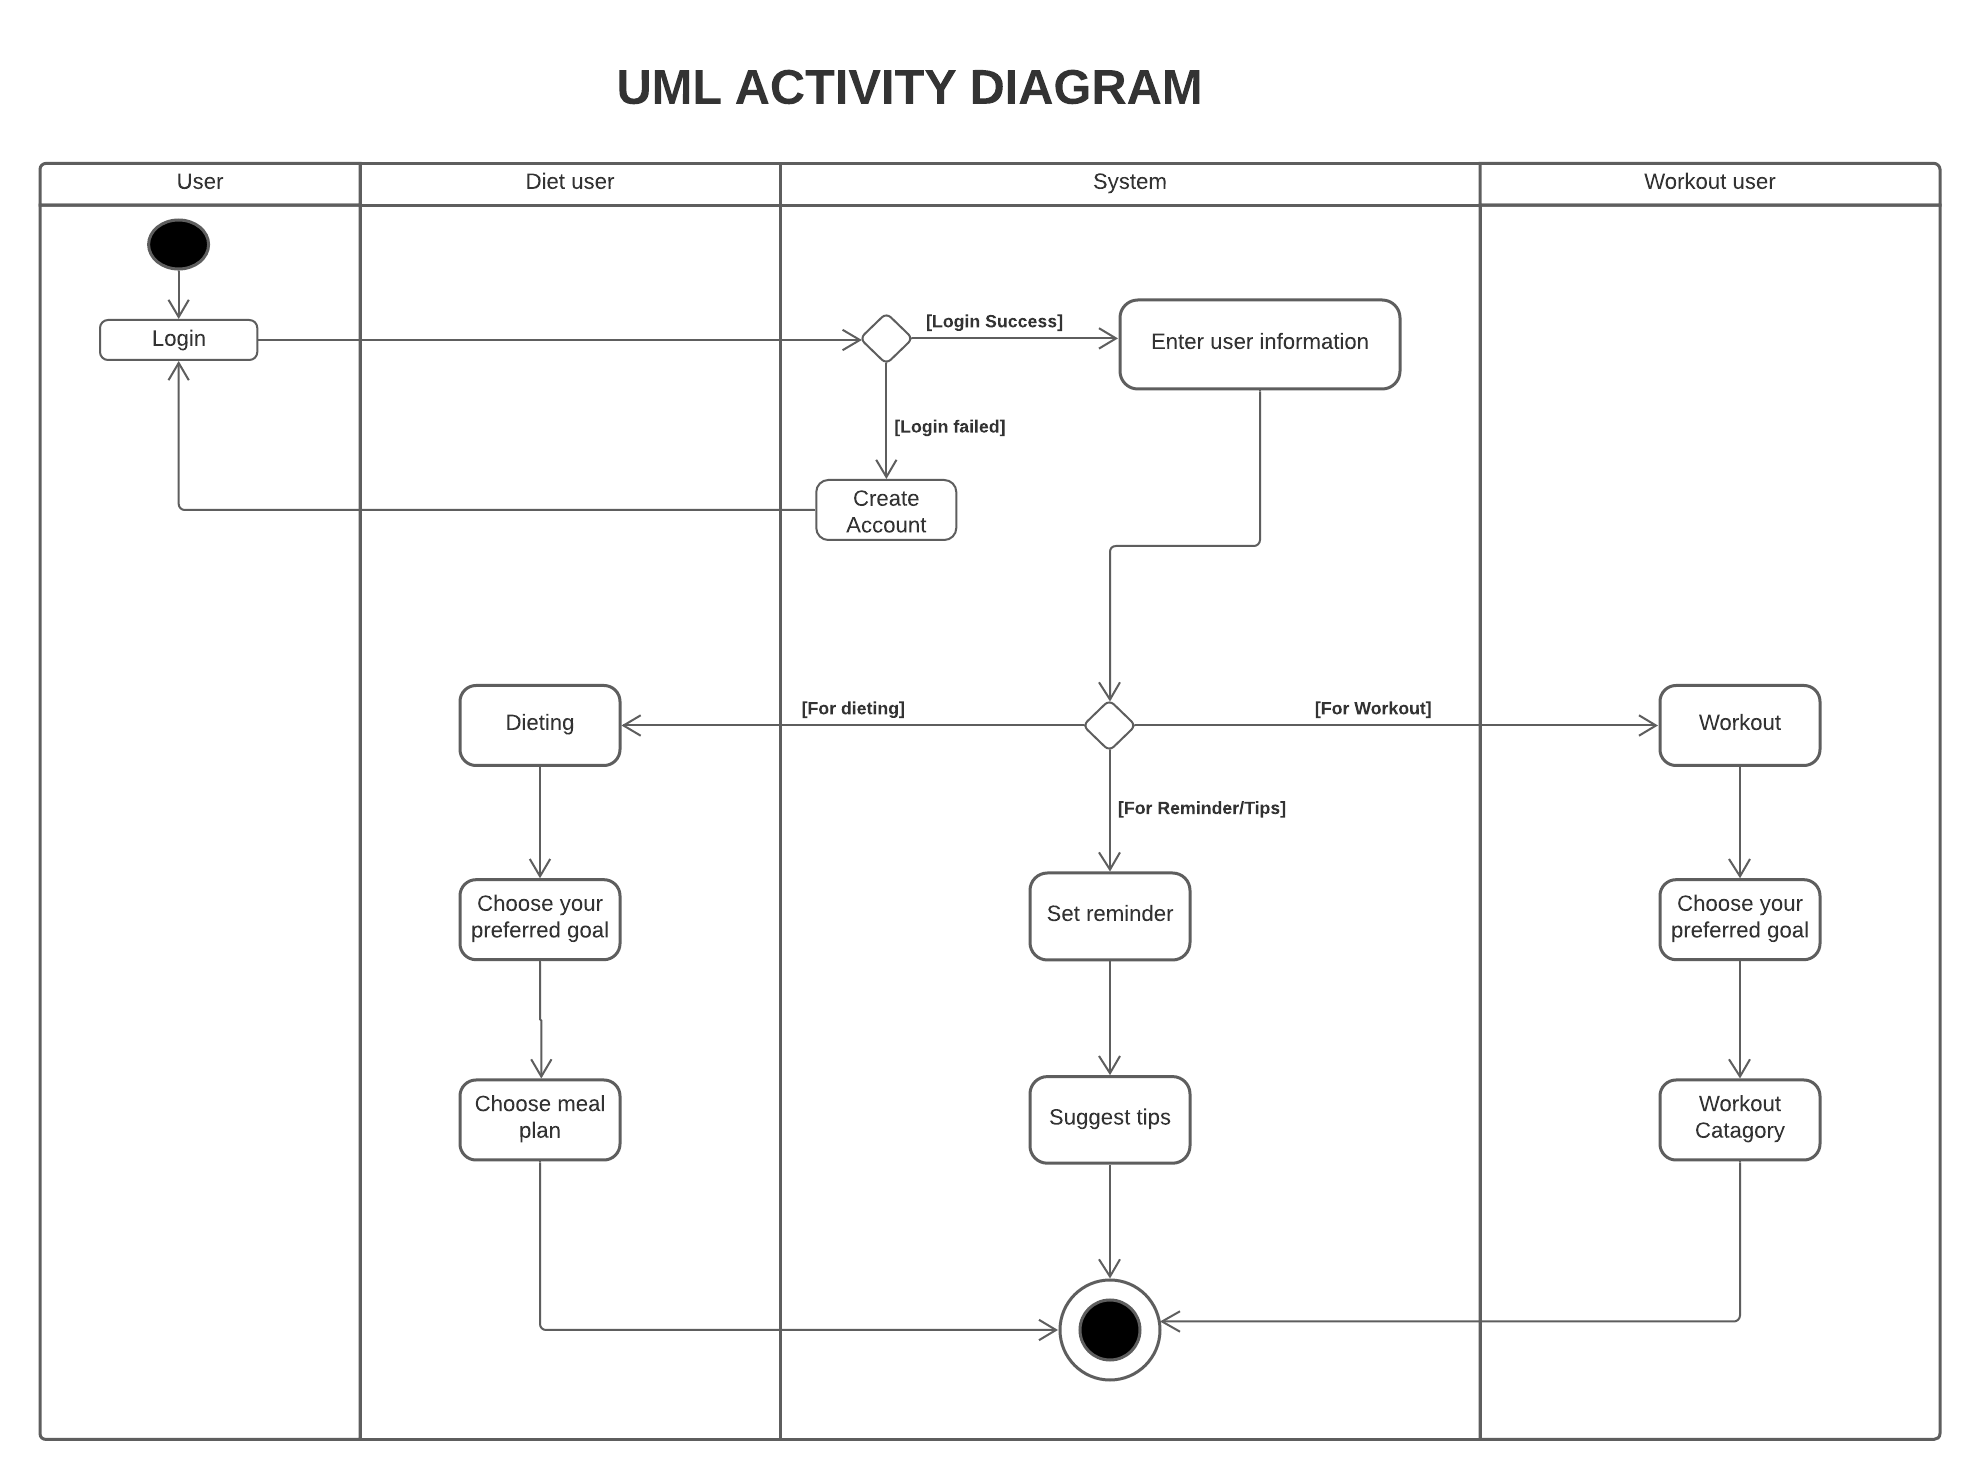 UML ACTIVITY DIAGRAM
User
Diet user
System
Workout user
Login
[Login Success]
Enter user information
[Login failed]
Create
Account
Dieting
[For dieting]
[For Workout]
Workout
[For Reminder/Tips]
Choose your
preferred goal
Set reminder
Choose your
preferred goal
Choose meal
plan
Suggest tips
Workout
Catagory